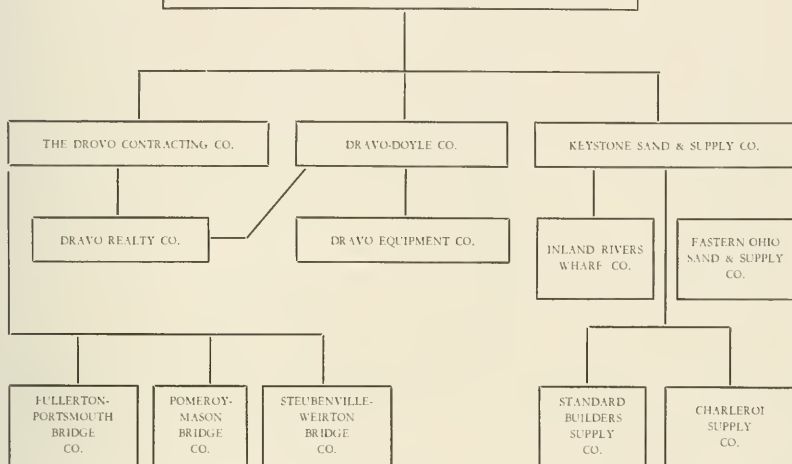 THE DROVO CONTRACTING CO.
DRAVO-DOYLE CO.
KEYSTONE SAND & SUPPLY CO.
DRAVO REALTY CO.
DRAVO EQUIPMENT CO.
INLAND RIVERS
WHARF CO.
EASTERN OHIO
SAND & SUPPLY
CO.
FULLERTON-
PORTSMOUTH
BRIDGE
CO.
POMEROY-
MASON
BRIDGE
CO.
STEUBENVILLE-
WEIRTON
BRIDGE
CO.
STANDARD
BUILDERS
SUPPLY
CO.
CHARLEROI
SUPPLY
CO.